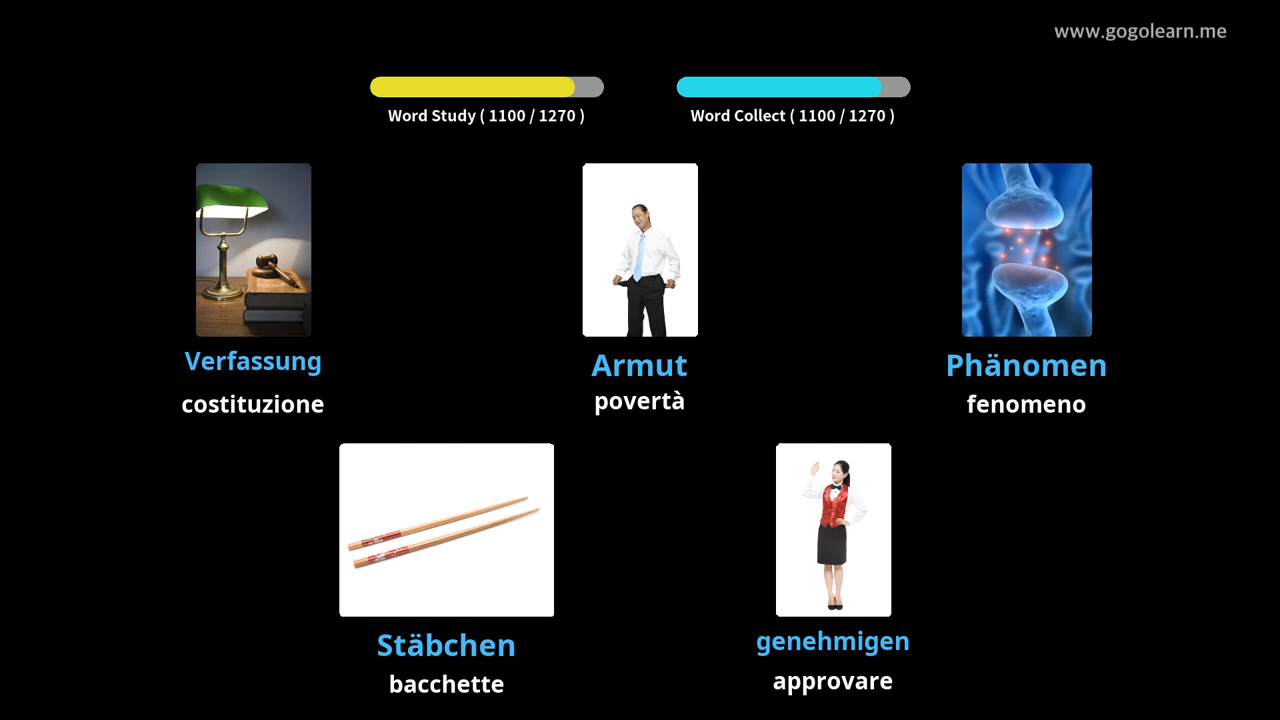 www.gogolearn.me
Word Study ( 1100 / 1270 )
Word Collect ( 1100 / 1270 )
Verfassung
costituzione
Armut
povertà
Phänomen
fenomeno
Stäbchen
bacchette
genehmigen
approvare